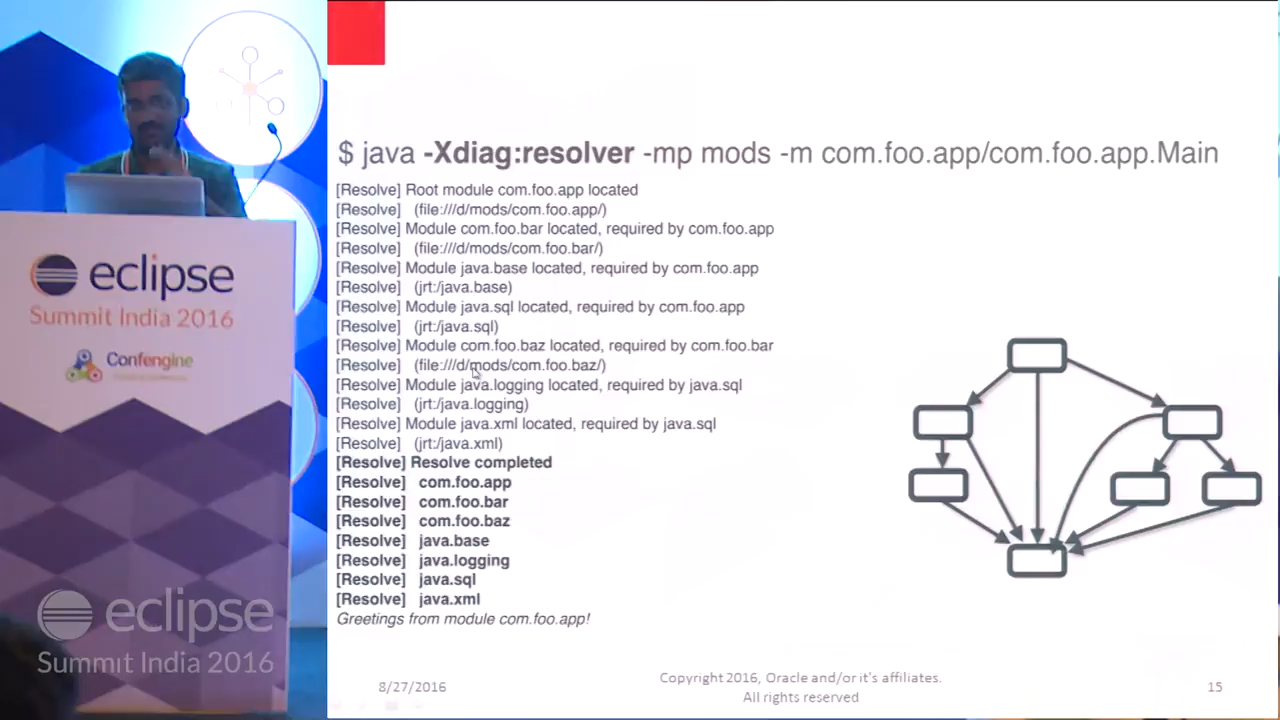 $ java -Xdiag:resolver -mp mods -m com.foo.app/com.foo.app.Main
[Resolve] Root module com.foo.app located
[Resolve] (file:///d/mods/com.foo.app/)
[Resolve] Module com.foo.bar located, required by com.foo.app
[Resolve] (file:///d/mods/com.foo.bar/)
[Resolve] Module java.base located, required by com.foo.app
[Resolve] (jrt:/java.base)
[Resolve] Module java.sql located, required by com.foo.app
[Resolve] (jrt:/java.sql)
[Resolve] Module com.foo.baz located, required by com.foo.bar
[Resolve] (file:///d/mods/com.foo.baz/)
[Resolve] Module java.logging located, required by java.sql
[Resolve] (jrt:/java.logging)
[Resolve] Module java.xml located, required by java.sql
[Resolve] (jrt:/java.xml)
[Resolve] Resolve completed
[Resolve] com.foo.app
[Resolve] com.foo.bar
[Resolve] com.foo.baz
[Resolve] java.base
[Resolve] java.logging
[Resolve] java.sql
[Resolve] java.xml
Greetings from module com.foo.app!
8/27/2016
Copyright 2016, Oracle and/or it's affiliates.
All rights reserved
15
eclipse
Summit India 2016
Confengine
eclipse
Summit India 2016